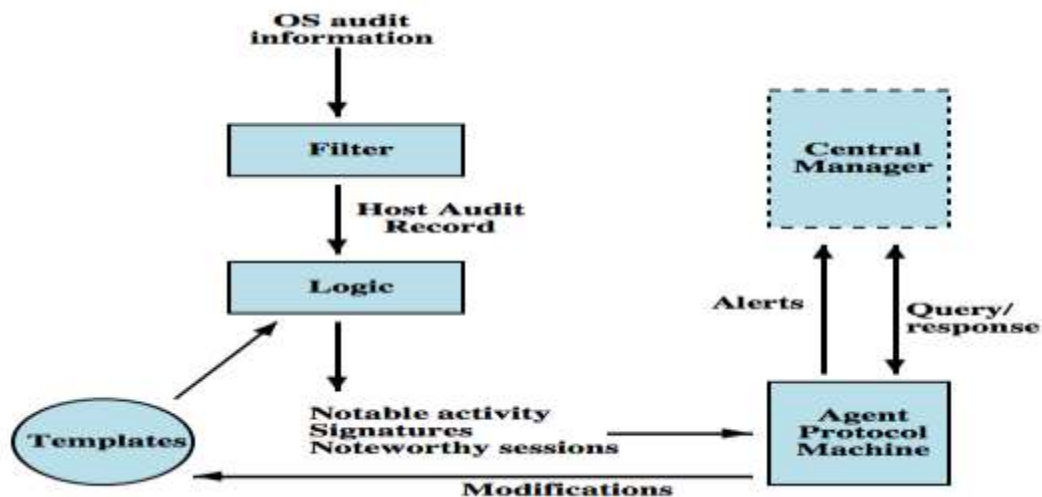 OS audit
information
Filter
Central
Manager
Host Audit
Record
Logic
Alerts
Query/
response
Notable activity
Signatures
Noteworthy sessions
Templates
Agent
Protocol
Machine
Modifications